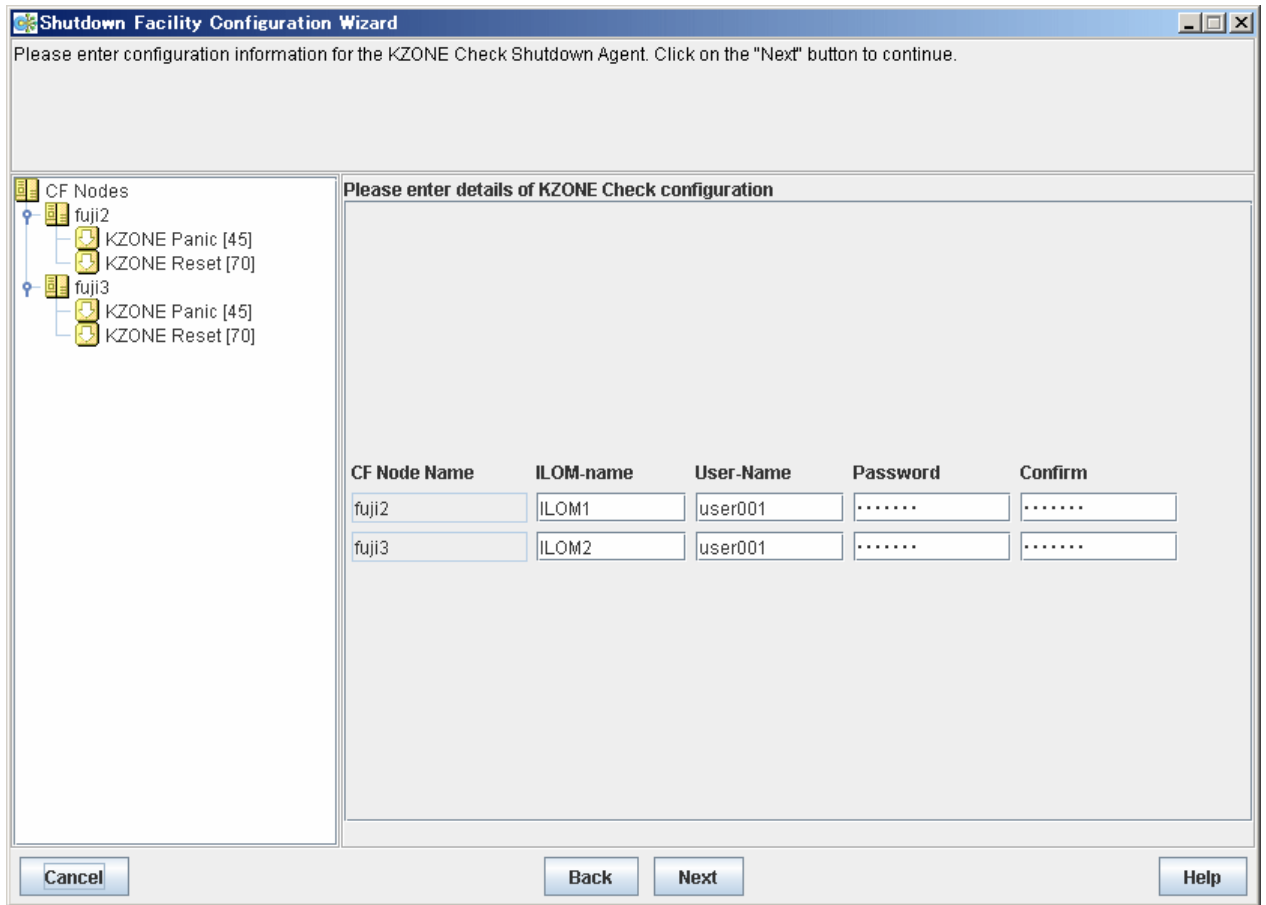 Shutdown Facility Configuration Wizard
Please enter configuration information for the KZONE Check Shutdown Agent. Click on the "Next" button to continue.
CF Nodes
fuji2
KZONE Panic [45]
KZONE Reset [70]
fuji3
KZONE Panic [45]
KZONE Reset [70]
Please enter details of KZONE Check configuration
CF Node Name ILOM-name User-Name Password Confirm
fuji2 ILOM1 user001 ······· ·······
fuji3 ILOM2 user001 ······· ·······
Cancel Back Next Help